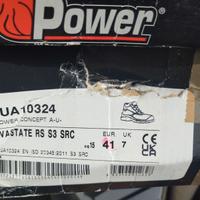 Power
UA10324
POWER CONCEPT A-U-
VASTATE RS S3 SRC
EUR UK
15 41 7
CE
UK CA
UA10324 EN ISO 20345:2011 S3 SRC